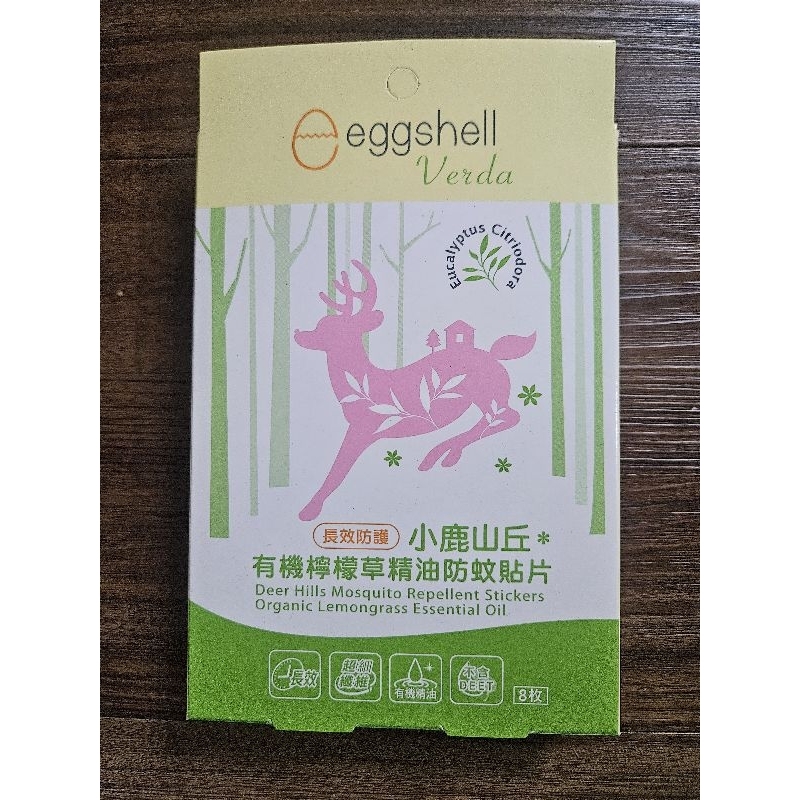 eggshell
Verda
Eucalyptus Citriodora
長效防護 小鹿山丘*
有機檸檬草精油防蚊貼片
Deer Hills Mosquito Repellent Stickers
Organic Lemongrass Essential Oil
長效
超細
纖維
有機精油
不含
DEET
8枚